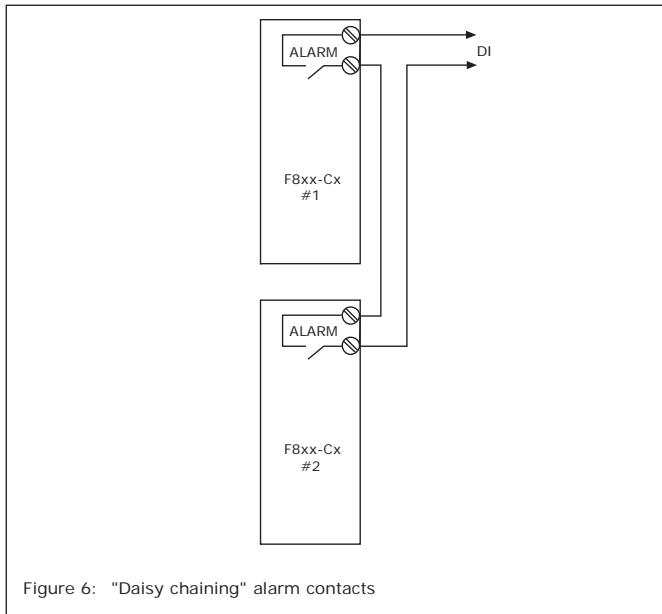 ALARM
DI
F8xx-Cx
#1
ALARM
F8xx-Cx
#2
Figure 6: "Daisy chaining" alarm contacts